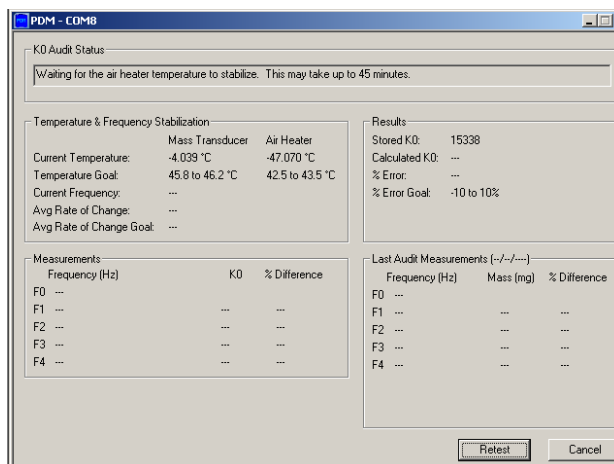 PDM - COM8
K0 Audit Status
Waiting for the air heater temperature to stabilize. This may take up to 45 minutes.
Temperature & Frequency Stabilization
Mass Transducer Air Heater
Current Temperature: -4.039 °C -47.070 °C
Temperature Goal: 45.8 to 46.2 °C 42.5 to 43.5 °C
Current Frequency: ---
Avg Rate of Change: ---
Avg Rate of Change Goal: ---
Results
Stored K0: 15338
Calculated K0: ---
% Error: ---
% Error Goal: -10 to 10%
Measurements
Frequency (Hz) K0 % Difference
F0 ---
F1 --- --- ---
F2 --- --- ---
F3 --- --- ---
F4 --- --- ---
Last Audit Measurements (--/--/----)
Frequency (Hz) Mass (mg) % Difference
F0 ---
F1 --- --- ---
F2 --- --- ---
F3 --- --- ---
F4 --- --- ---
Retest Cancel